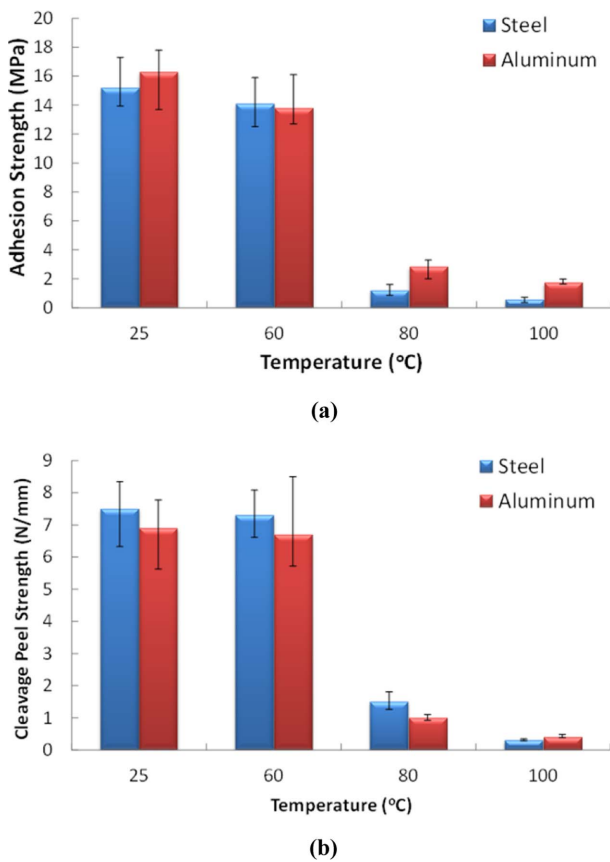 20
18
16
14
12
10
8
6
4
2
0
Adhesion Strength (MPa)
Steel
Aluminum
25 60 80 100
Temperature (°C)
(a)
9
8
7
6
5
4
3
2
1
0
Cleavage Peel Strength (N/mm)
Steel
Aluminum
25 60 80 100
Temperature (°C)
(b)